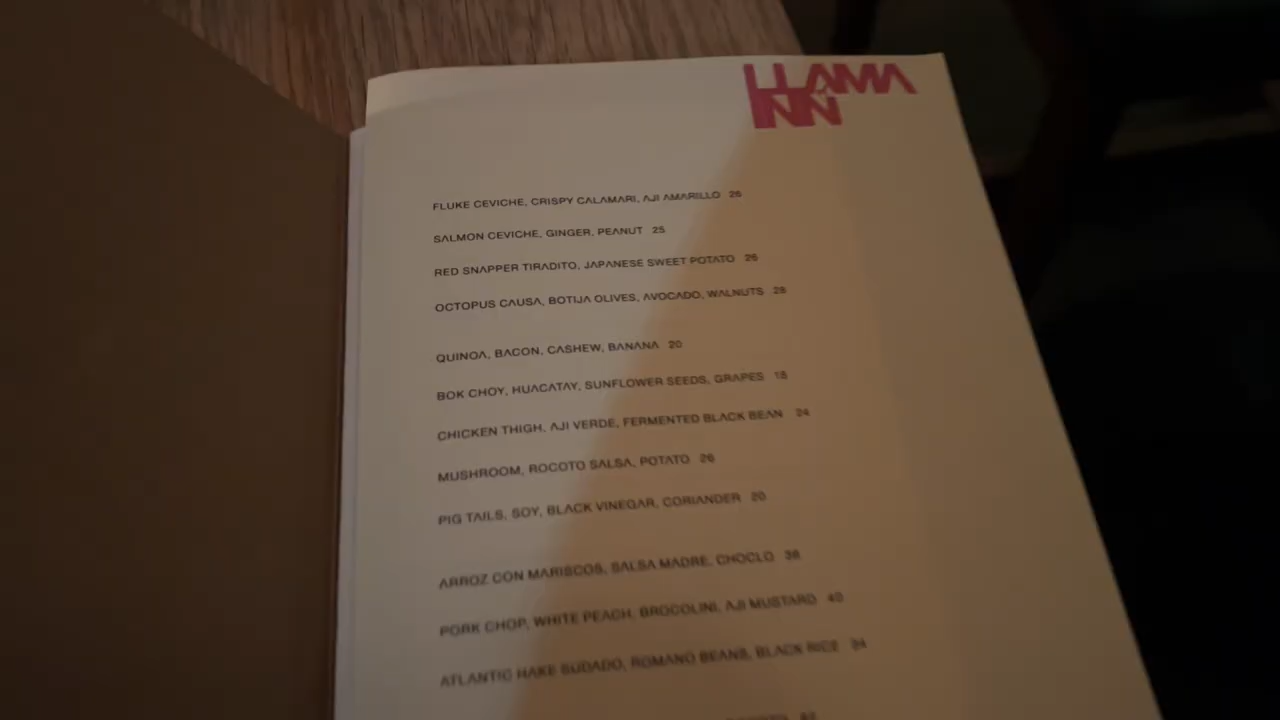 LLAMA
INN
FLUKE CEVICHE, CRISPY CALAMARI, AJI AMARILLO 26
SALMON CEVICHE, GINGER, PEANUT 25
RED SNAPPER TIRADITO, JAPANESE SWEET POTATO 26
OCTOPUS CAUSA, BOTIJA OLIVES, AVOCADO, WALNUTS 28
QUINOA, BACON, CASHEW, BANANA 20
BOK CHOY, HUACATAY, SUNFLOWER SEEDS, GRAPES 18
CHICKEN THIGH, AJI VERDE, FERMENTED BLACK BEAN 24
MUSHROOM, ROCOTO SALSA, POTATO 26
PIG TAILS, SOY, BLACK VINEGAR, CORIANDER 20
ARROZ CON MARISCOS, SALSA MADRE, CHOCLO 38
PORK CHOP, WHITE PEACH, BROCOLINI, AJI MUSTARD 40
ATLANTIC HAKE SUDADO, ROMANO BEANS, BLACK RICE 34